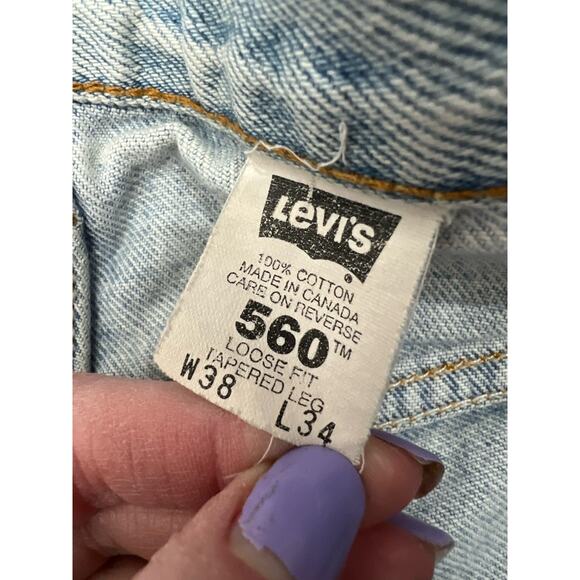 Levi's
®
100% COTTON
MADE IN CANADA
CARE ON REVERSE
560™
LOOSE FIT
TAPERED LEG
W38 L34